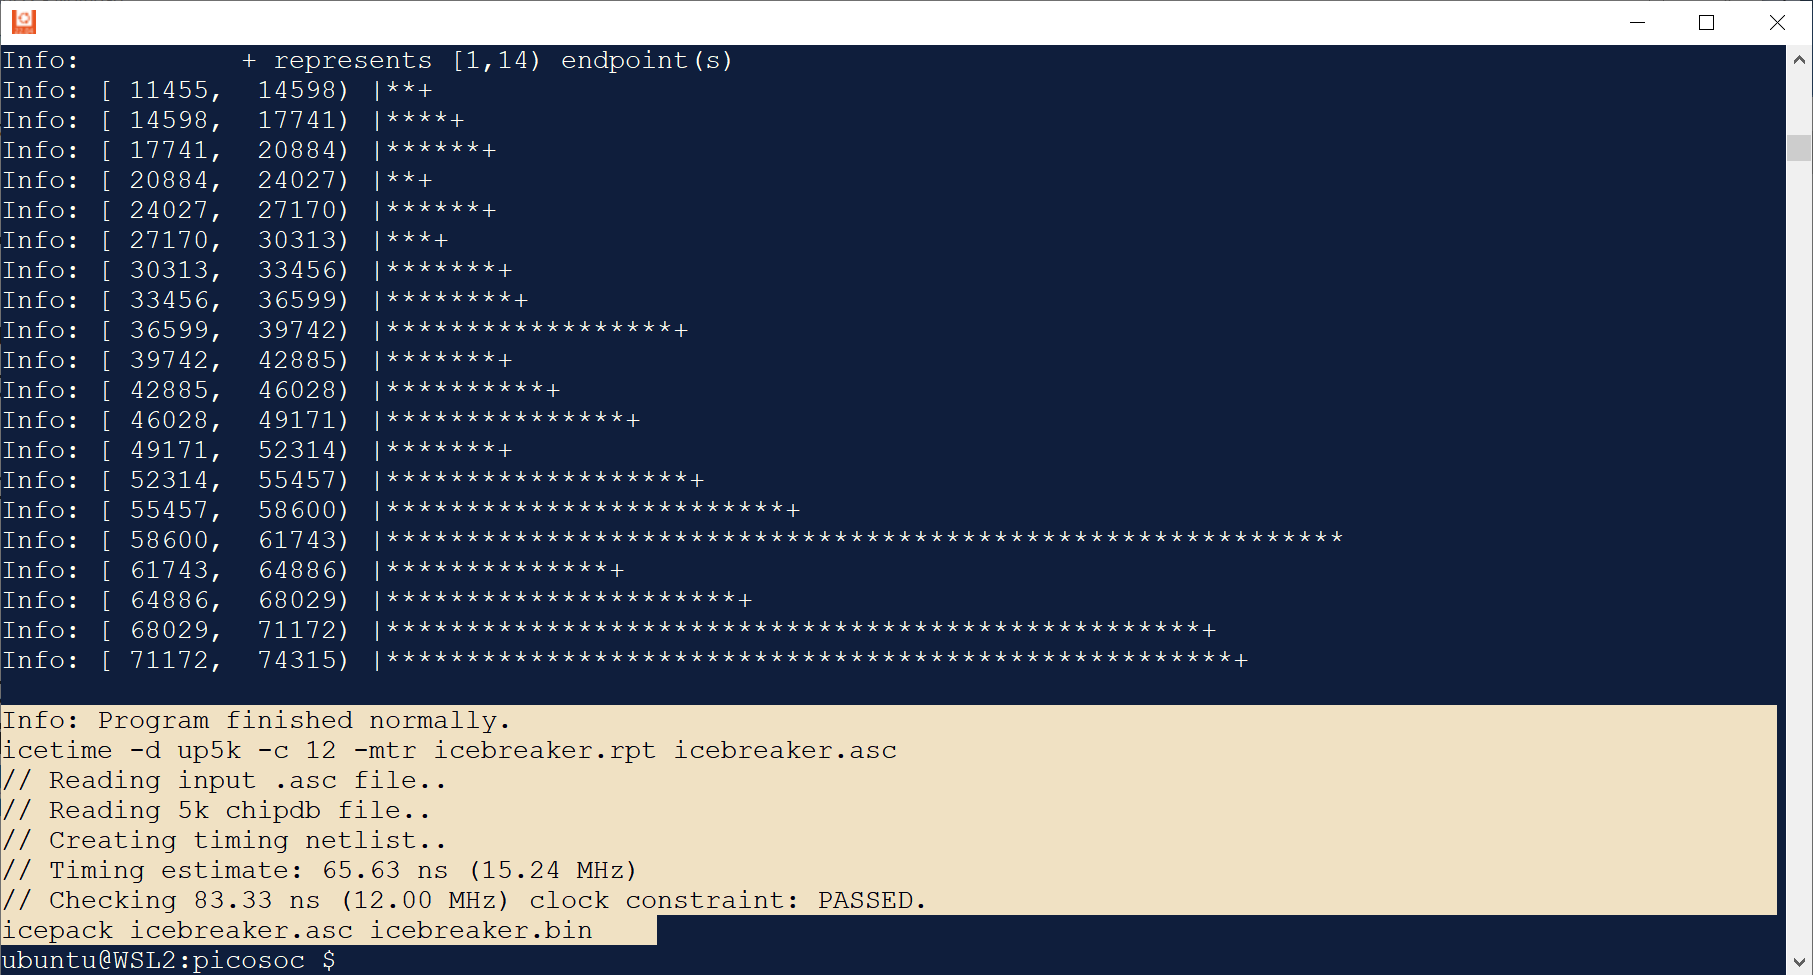 Info:          + represents [1,14) endpoint(s)
Info: [ 11455,  14598) |**+
Info: [ 14598,  17741) |****+
Info: [ 17741,  20884) |******+
Info: [ 20884,  24027) |**+
Info: [ 24027,  27170) |******+
Info: [ 27170,  30313) |***+
Info: [ 30313,  33456) |*******+
Info: [ 33456,  36599) |********+
Info: [ 36599,  39742) |******************+
Info: [ 39742,  42885) |*******+
Info: [ 42885,  46028) |**********+
Info: [ 46028,  49171) |***************+
Info: [ 49171,  52314) |*******+
Info: [ 52314,  55457) |*******************+
Info: [ 55457,  58600) |*************************+
Info: [ 58600,  61743) |************************************************************
Info: [ 61743,  64886) |**************+
Info: [ 64886,  68029) |**********************+
Info: [ 68029,  71172) |***************************************************+
Info: [ 71172,  74315) |*****************************************************+
Info: Program finished normally.
icetime -d up5k -c 12 -mtr icebreaker.rpt icebreaker.asc
// Reading input .asc file..
// Reading 5k chipdb file..
// Creating timing netlist..
// Timing estimate: 65.63 ns (15.24 MHz)
// Checking 83.33 ns (12.00 MHz) clock constraint: PASSED.
icepack icebreaker.asc icebreaker.bin
ubuntu@WSL2:picosoc $